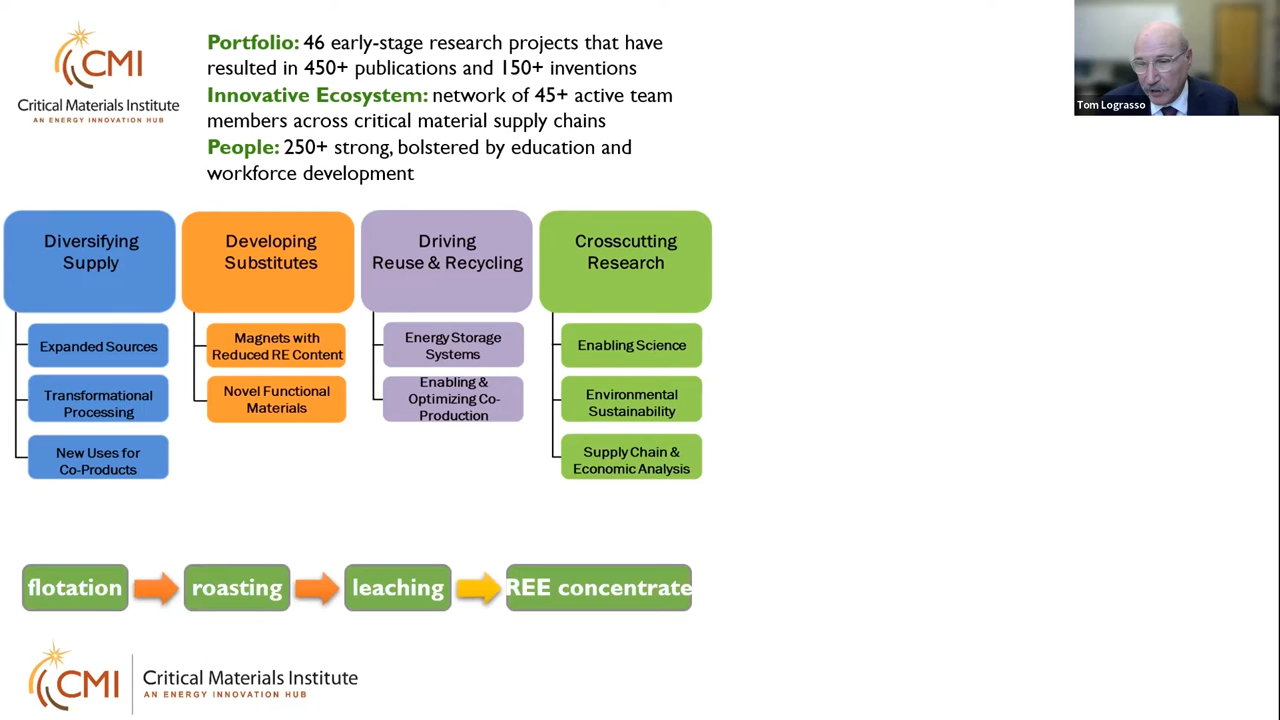 CMI
Critical Materials Institute
AN ENERGY INNOVATION HUB
Portfolio: 46 early-stage research projects that have
resulted in 450+ publications and 150+ inventions
Innovative Ecosystem: network of 45+ active team
members across critical material supply chains
People: 250+ strong, bolstered by education and
workforce development
Tom Lograsso
Diversifying
Supply
Expanded Sources
Transformational
Processing
New Uses for
Co-Products
Developing
Substitutes
Magnets with
Reduced RE Content
Novel Functional
Materials
Driving
Reuse & Recycling
Energy Storage
Systems
Enabling &
Optimizing Co-
Production
Crosscutting
Research
Enabling Science
Environmental
Sustainability
Supply Chain &
Economic Analysis
flotation
roasting
leaching
REE concentrate
CMI
Critical Materials Institute
AN ENERGY INNOVATION HUB